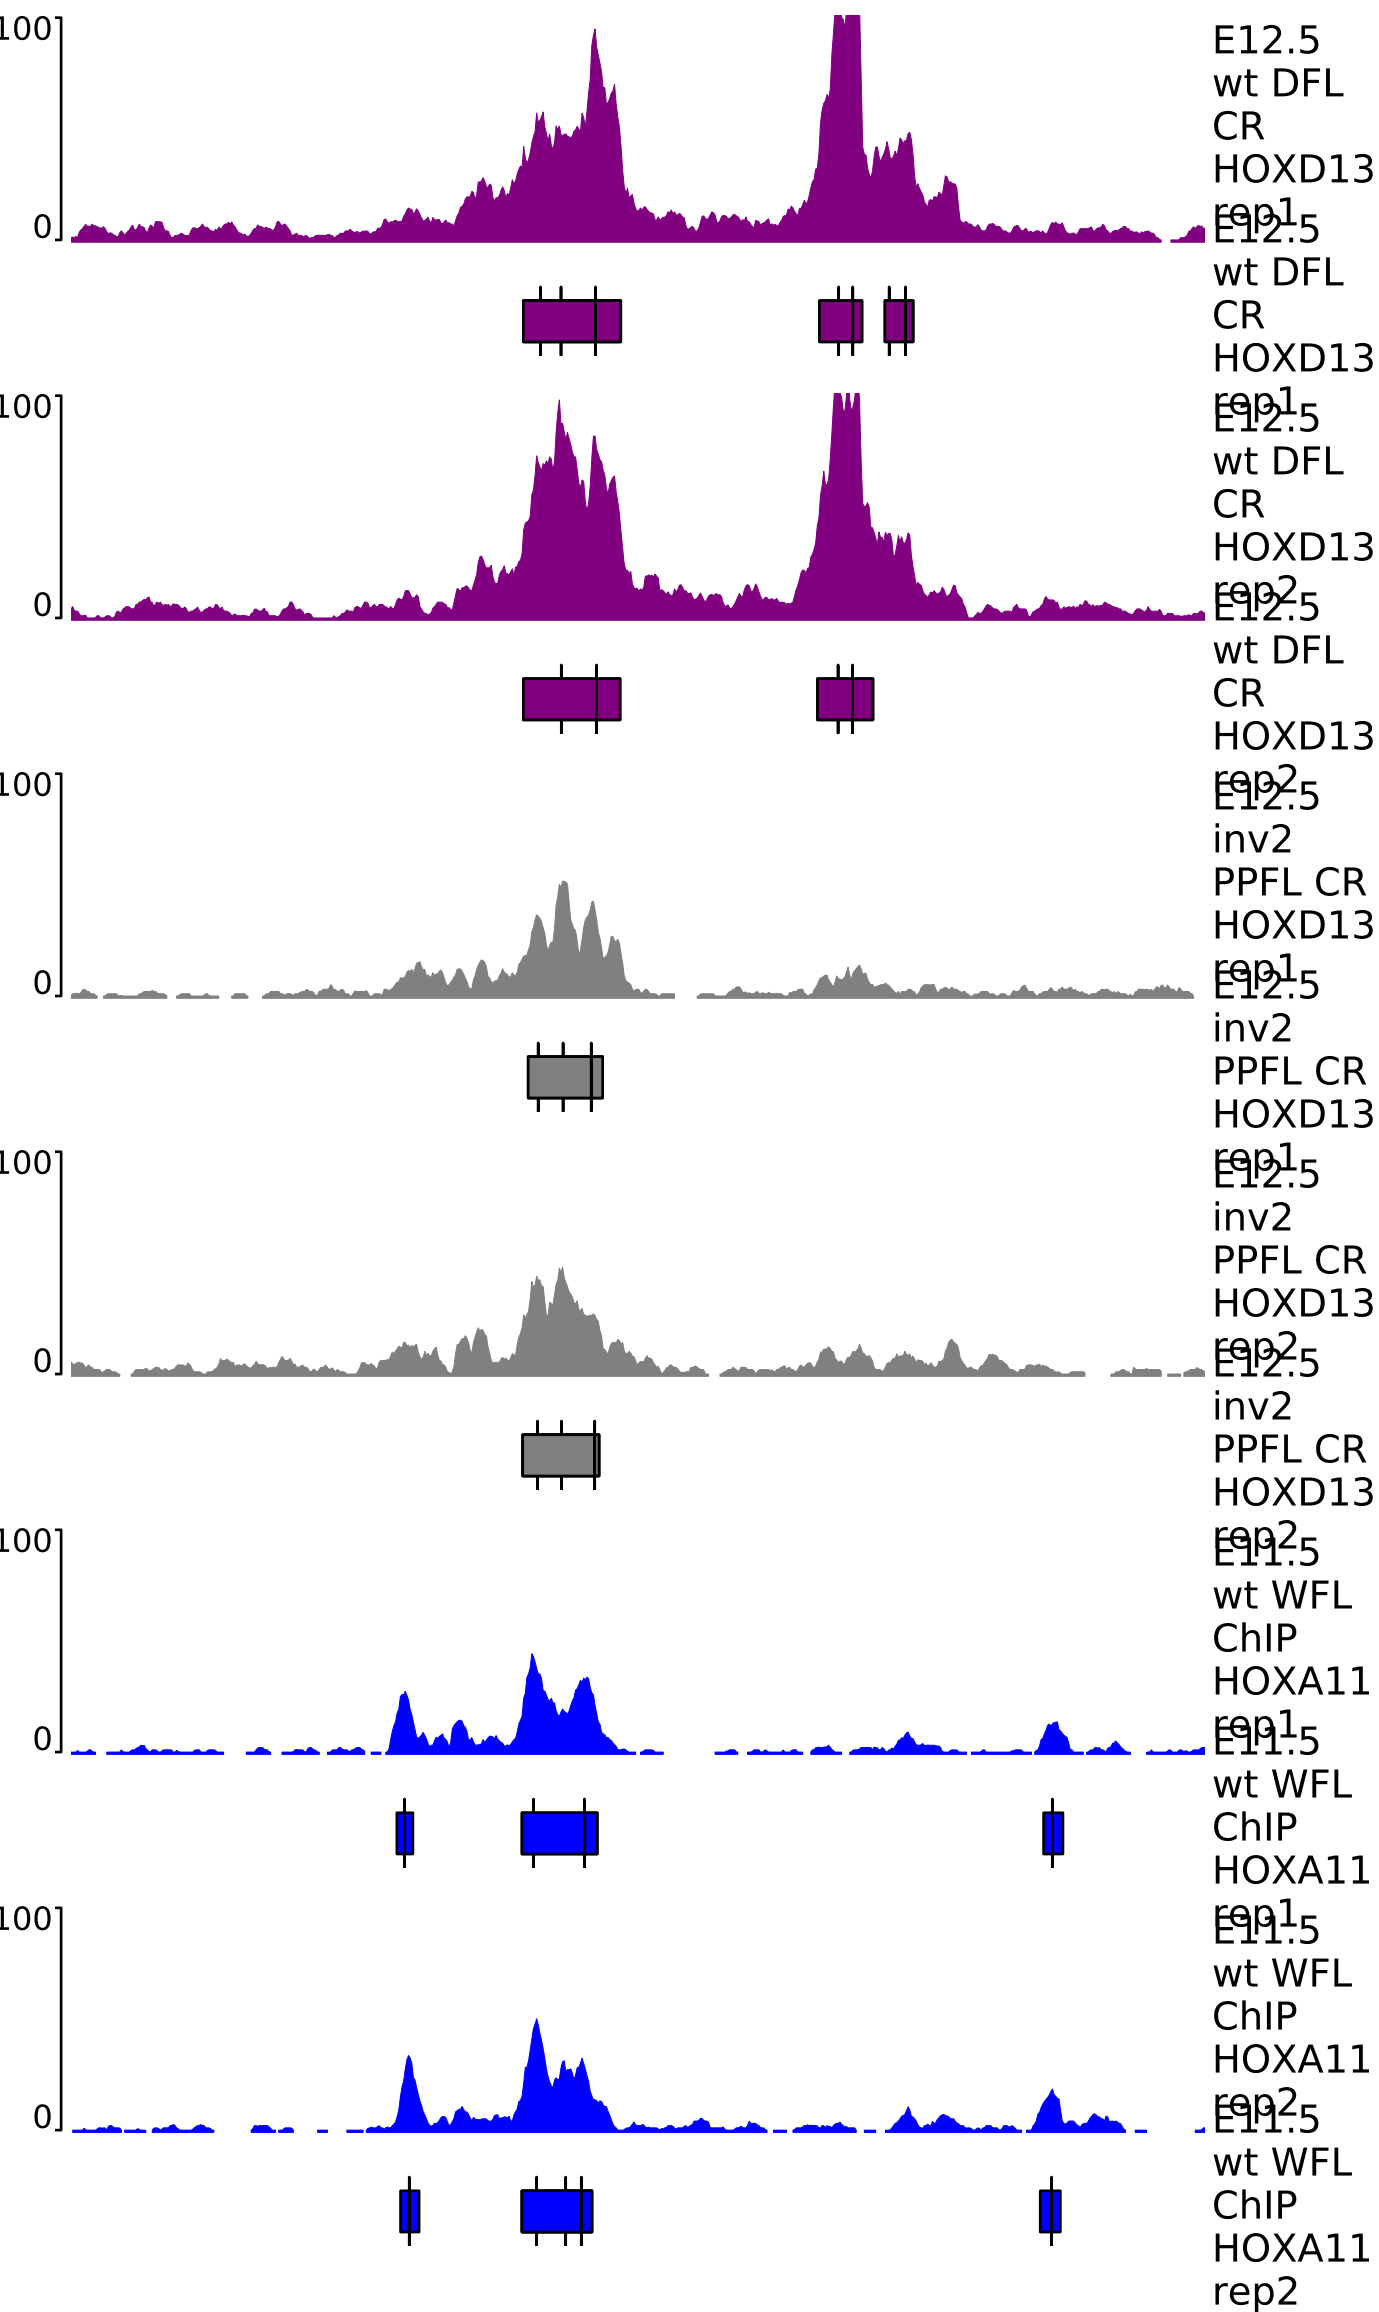 100
0
E12.5
wt DFL
CR
HOXD13
rep1
E12.5
wt DFL
CR
HOXD13
rep1
100
0
E12.5
wt DFL
CR
HOXD13
rep2
E12.5
wt DFL
CR
HOXD13
rep2
100
0
E12.5
inv2
PPFL CR
HOXD13
rep1
E12.5
inv2
PPFL CR
HOXD13
rep1
100
0
E12.5
inv2
PPFL CR
HOXD13
rep2
E12.5
inv2
PPFL CR
HOXD13
rep2
100
0
E11.5
wt WFL
ChIP
HOXA11
rep1
E11.5
wt WFL
ChIP
HOXA11
rep1
100
0
E11.5
wt WFL
ChIP
HOXA11
rep2
E11.5
wt WFL
ChIP
HOXA11
rep2